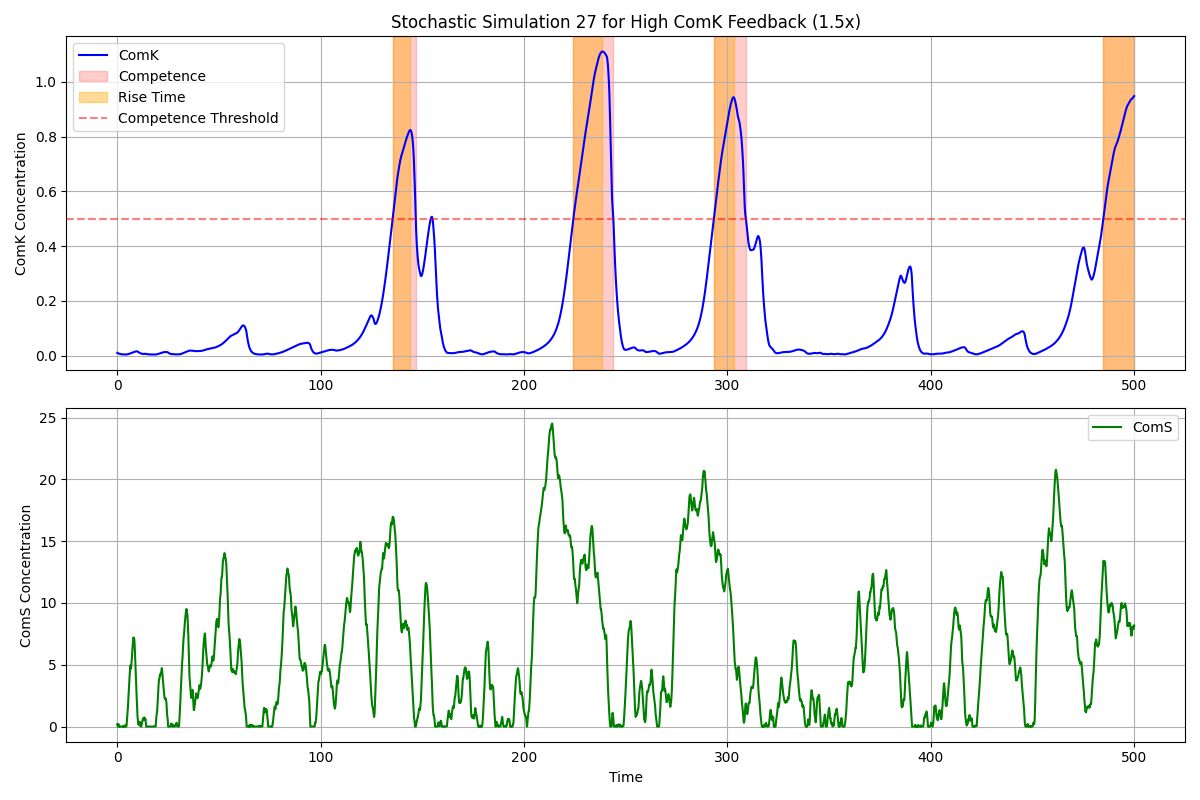 Stochastic Simulation 27 for High ComK Feedback (1.5x)
ComK
Competence
Rise Time
Competence Threshold
ComK Concentration
1.0
0.8
0.6
0.4
0.2
0.0
0 100 200 300 400 500
ComS
ComS Concentration
25
20
15
10
5
0
0 100 200 300 400 500
Time